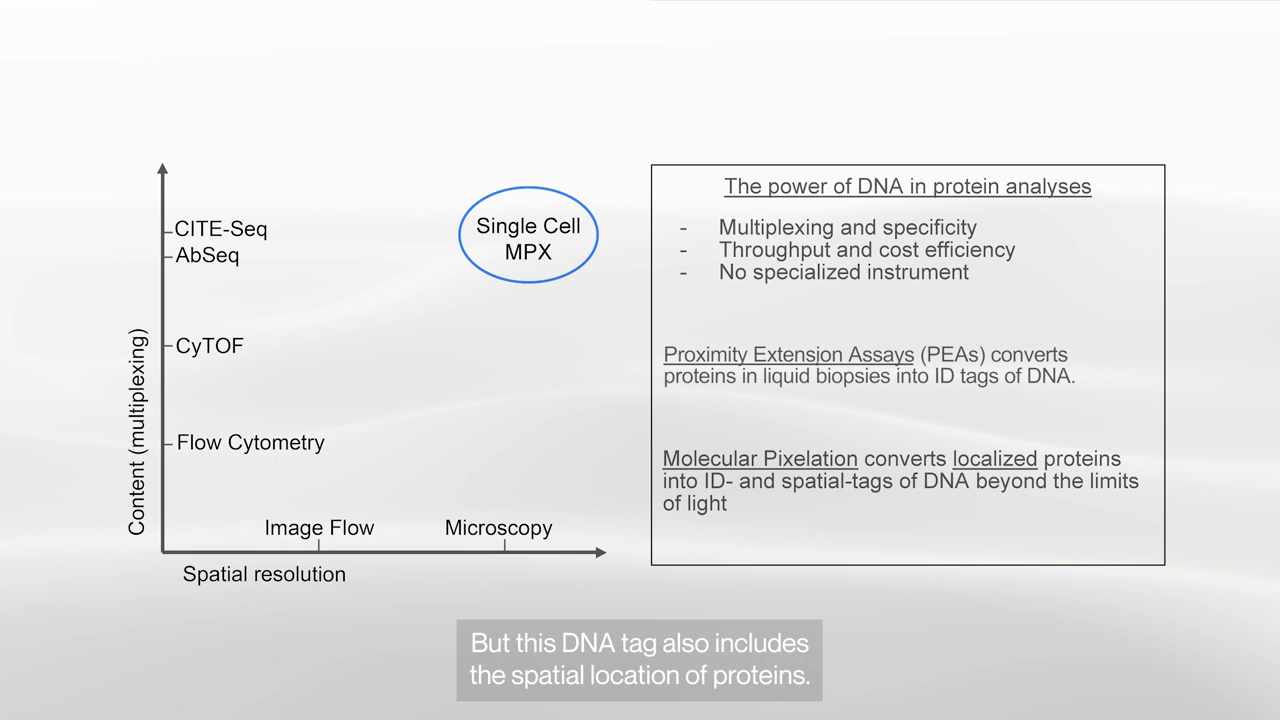 CITE-Seq
AbSeq
CyTOF
Flow Cytometry
Content (multiplexing)
Single Cell
MPX
Image Flow
Microscopy
Spatial resolution
The power of DNA in protein analyses
- Multiplexing and specificity
- Throughput and cost efficiency
- No specialized instrument
Proximity Extension Assays (PEAs) converts
proteins in liquid biopsies into ID tags of DNA.
Molecular Pixelation converts localized proteins
into ID- and spatial-tags of DNA beyond the limits
of light
But this DNA tag also includes
the spatial location of proteins.